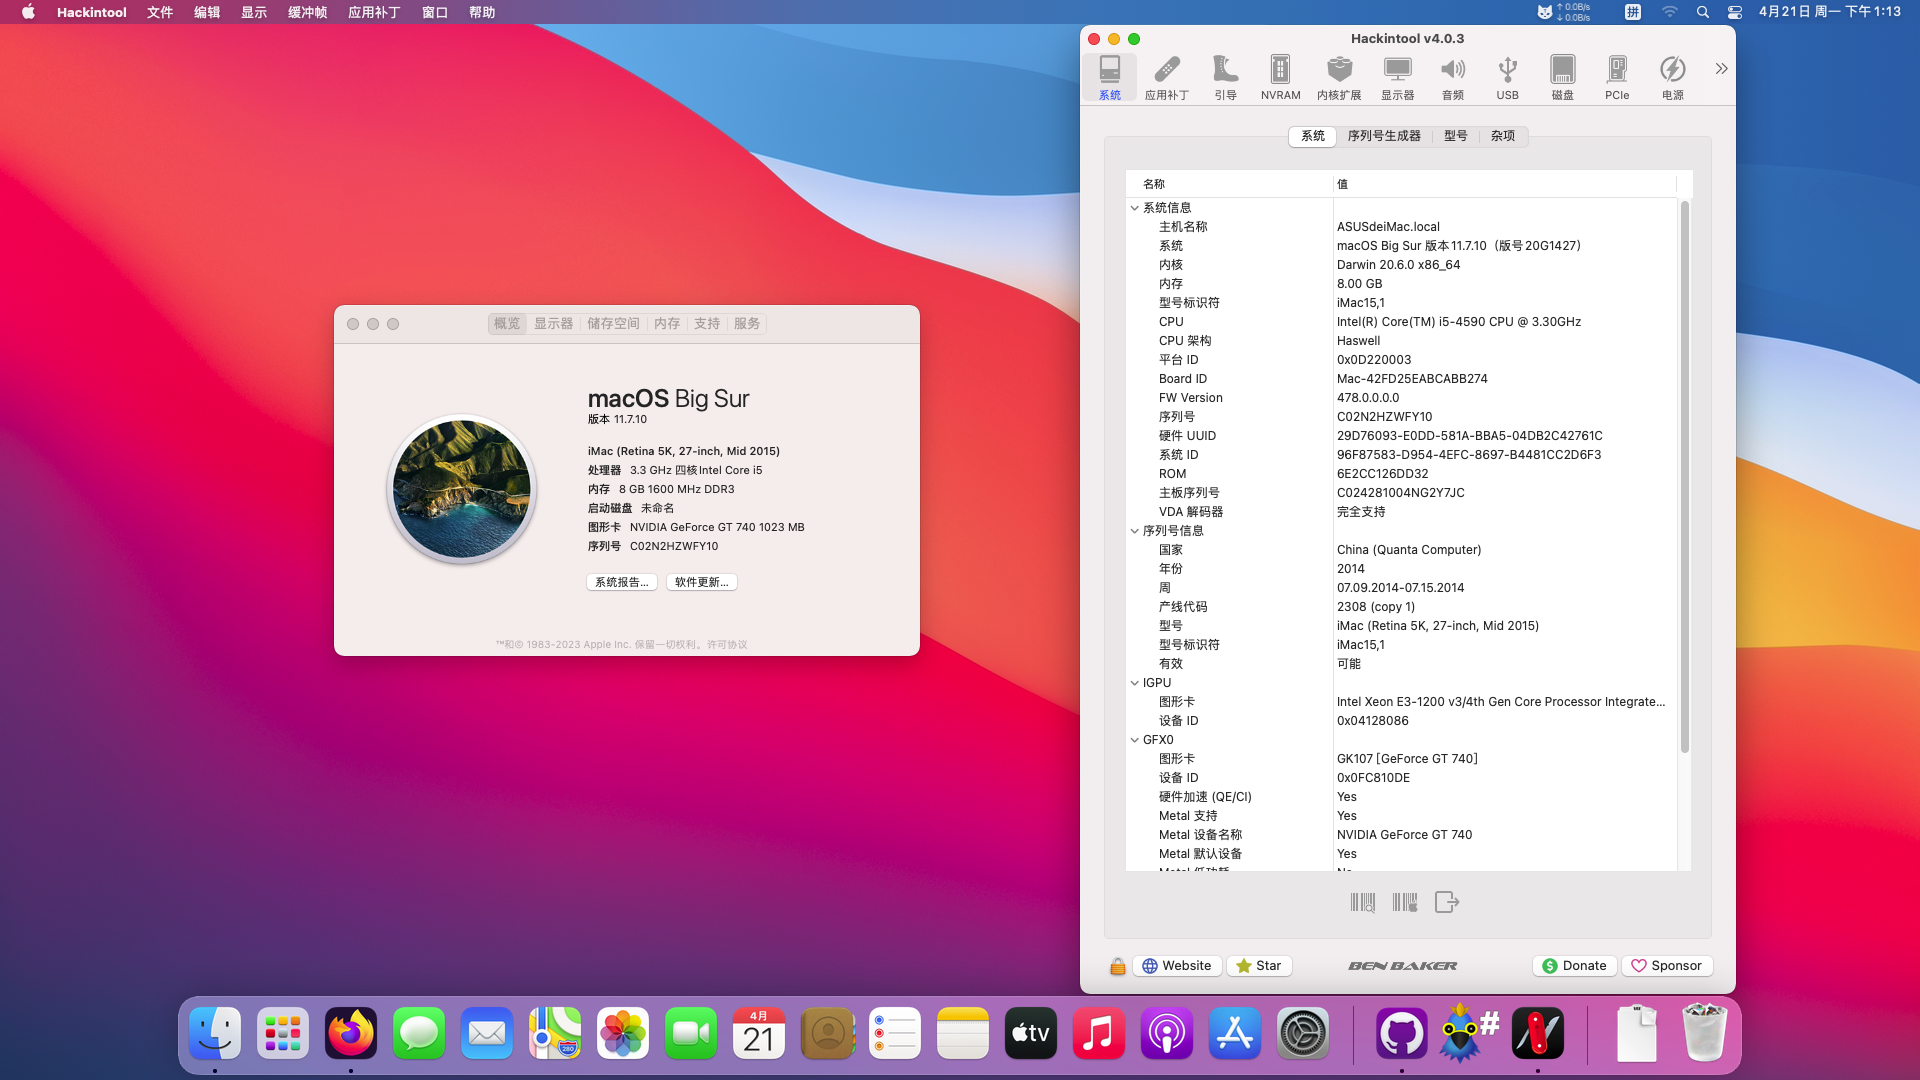 Hackintool 文件 编辑 显示 缓冲帧 应用补丁 窗口 帮助
↑ 0.0B/s
↓ 0.0B/s
拼
4月21日 周一 下午1:13
Hackintool v4.0.3
系统 应用补丁 引导 NVRAM 内核扩展 显示器 音频 USB 磁盘 PCIe 电源
系统 序列号生成器 型号 杂项
名称 值
系统信息
主机名称 ASUSdeiMac.local
系统 macOS Big Sur 版本11.7.10（版号20G1427）
内核 Darwin 20.6.0 x86_64
内存 8.00 GB
型号标识符 iMac15,1
CPU Intel(R) Core(TM) i5-4590 CPU @ 3.30GHz
CPU 架构 Haswell
平台 ID 0x0D220003
Board ID Mac-42FD25EABCABB274
FW Version 478.0.0.0.0
序列号 C02N2HZWFY10
硬件 UUID 29D76093-E0DD-581A-BBA5-04DB2C42761C
系统 ID 96F87583-D954-4EFC-8697-B4481CC2D6F3
ROM 6E2CC126DD32
主板序列号 C024281004NG2Y7JC
VDA 解码器 完全支持
序列号信息
国家 China (Quanta Computer)
年份 2014
周 07.09.2014-07.15.2014
产线代码 2308 (copy 1)
型号 iMac (Retina 5K, 27-inch, Mid 2015)
型号标识符 iMac15,1
有效 可能
IGPU
图形卡 Intel Xeon E3-1200 v3/4th Gen Core Processor Integrate...
设备 ID 0x04128086
GFX0
图形卡 GK107 [GeForce GT 740]
设备 ID 0x0FC810DE
硬件加速 (QE/CI) Yes
Metal 支持 Yes
Metal 设备名称 NVIDIA GeForce GT 740
Metal 默认设备 Yes
Metal 低功耗 No
Website Star BEN BAKER Donate Sponsor
概览 显示器 储存空间 内存 支持 服务
macOS Big Sur
版本 11.7.10
iMac (Retina 5K, 27-inch, Mid 2015)
处理器 3.3 GHz 四核Intel Core i5
内存 8 GB 1600 MHz DDR3
启动磁盘 未命名
图形卡 NVIDIA GeForce GT 740 1023 MB
序列号 C02N2HZWFY10
系统报告... 软件更新...
™和© 1983-2023 Apple Inc. 保留一切权利。许可协议
280
4月
21
tv
#